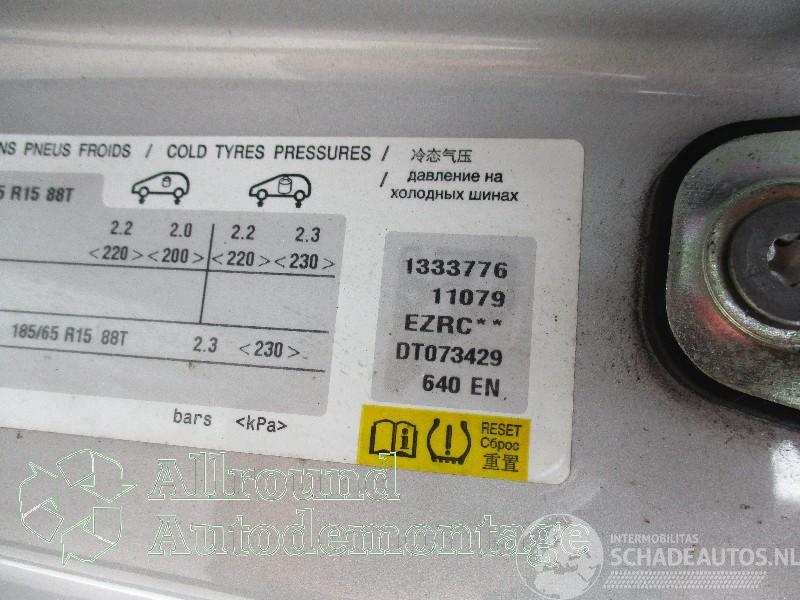 PNEUS FROIDS / COLD TYRES PRESSURES / 冷态气压
/ давление на
холодных шинах
R15 88T
2.2 2.0 2.2 2.3
<220> <200> <220> <230>
185/65 R15 88T 2.3 <230>
bars <kPa>
1333776
11079
EZRC**
DT073429
640 EN
RESET
Сброс
重置
Allround
Autodemontage
INTERMOBILITAS
SCHADEAUTOS.NL